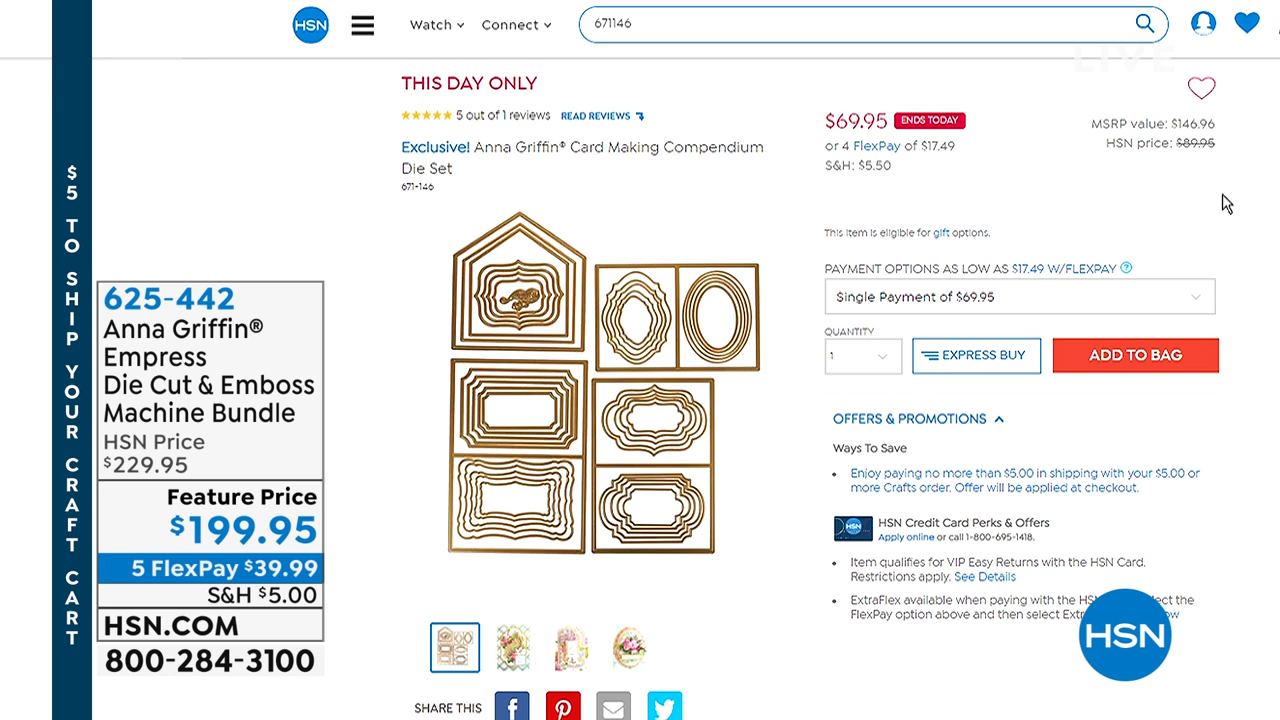 HSN
Watch
Connect
671146
LIVE
THIS DAY ONLY
5 out of 1 reviews READ REVIEWS
Exclusive! Anna Griffin® Card Making Compendium
Die Set
671-146
$69.95 ENDS TODAY
or 4 FlexPay of $17.49
S&H: $5.50
MSRP value: $146.96
HSN price: $89.95
This item is eligible for gift options.
PAYMENT OPTIONS AS LOW AS $17.49 W/FLEXPAY ?
Single Payment of $69.95
QUANTITY
1
EXPRESS BUY
ADD TO BAG
OFFERS & PROMOTIONS
Ways To Save
• Enjoy paying no more than $5.00 in shipping with your $5.00 or
more Crafts order. Offer will be applied at checkout.
HSN
HSN Credit Card Perks & Offers
Apply online or call 1-800-695-1418.
• Item qualifies for VIP Easy Returns with the HSN Card.
Restrictions apply. See Details
• ExtraFlex available when paying with the HS ect the
FlexPay option above and then select Extr ow
HSN
SHARE THIS
$5 TO SHIP YOUR CRAFT CART
625-442
Anna Griffin®
Empress
Die Cut & Emboss
Machine Bundle
HSN Price
$229.95
Feature Price
$199.95
5 FlexPay $39.99
S&H $5.00
HSN.COM
800-284-3100